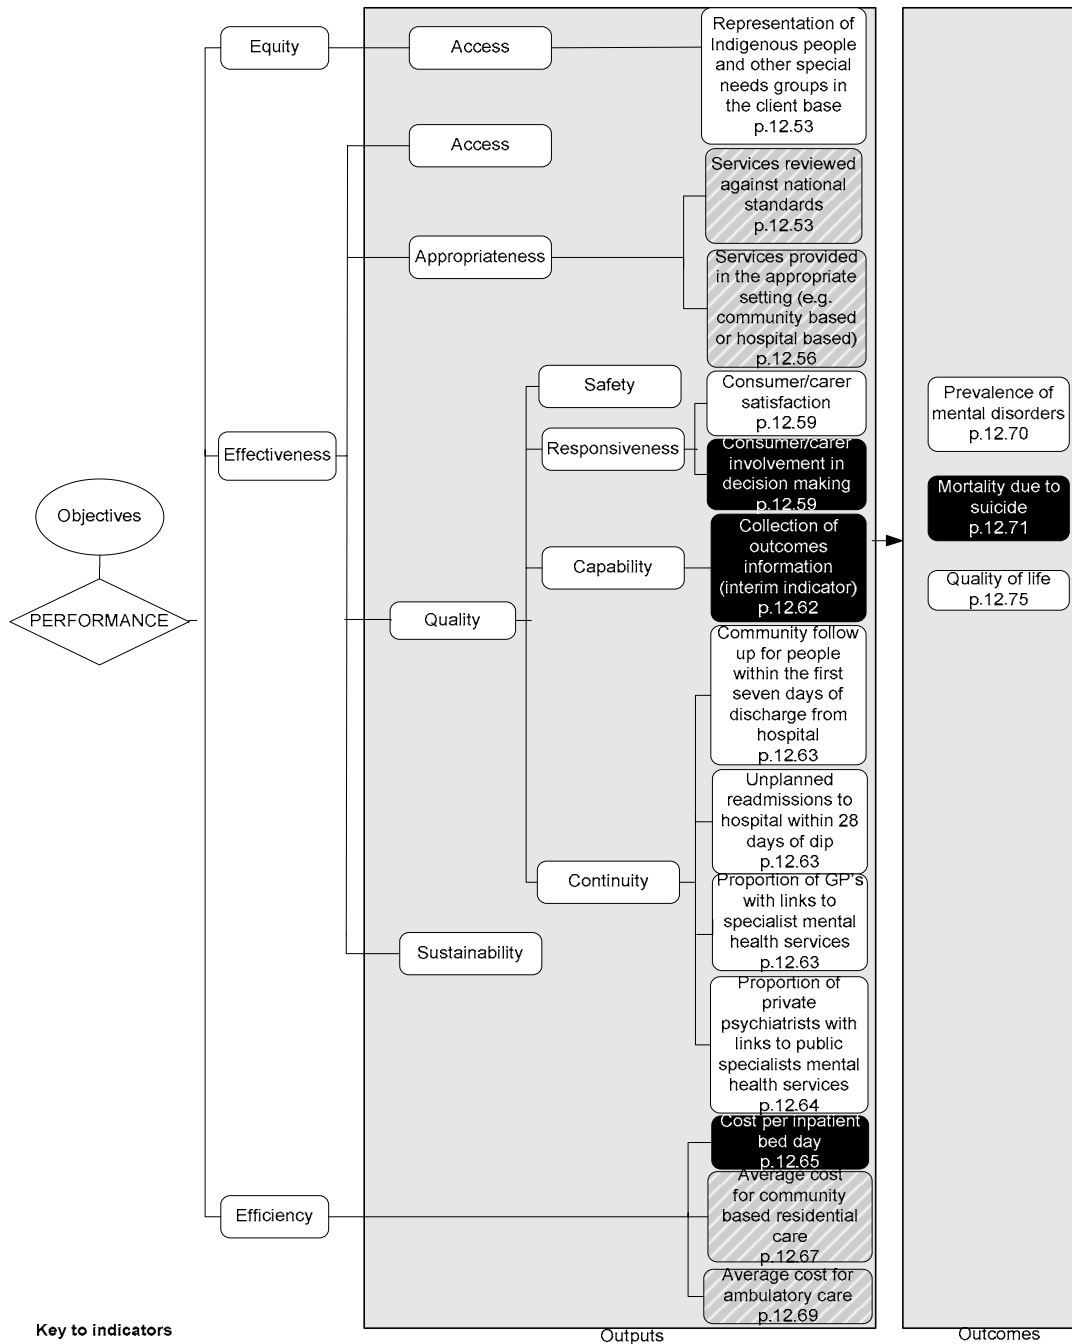 Equity
Access
Representation of
Indigenous people
and other special
needs groups in
the client base
p.12.53
Access
Services reviewed
against national
standards
p.12.53
Appropriateness
Services provided
in the appropriate
setting (e.g.
community based
or hospital based)
p.12.56
Safety
Consumer/carer
satisfaction
p.12.59
Effectiveness
Responsiveness
Consumer/carer
involvement in
decision making
p.12.59
Objectives
PERFORMANCE
Quality
Capability
Collection of
outcomes
information
(interim indicator)
p.12.62
Community follow
up for people
within the first
seven days of
discharge from
hospital
p.12.63
Unplanned
readmissions to
hospital within 28
days of dip
p.12.63
Continuity
Proportion of GP's
with links to
specialist mental
health services
p.12.63
Sustainability
Proportion of
private
psychiatrists with
links to public
specialists mental
health services
p.12.64
Cost per inpatient
bed day
p.12.65
Efficiency
Average cost
for community
based residential
care
p.12.67
Average cost for
ambulatory care
p.12.69
Prevalence of
mental disorders
p.12.70
Mortality due to
suicide
p.12.71
Quality of life
p.12.75
Key to indicators
Outputs
Outcomes